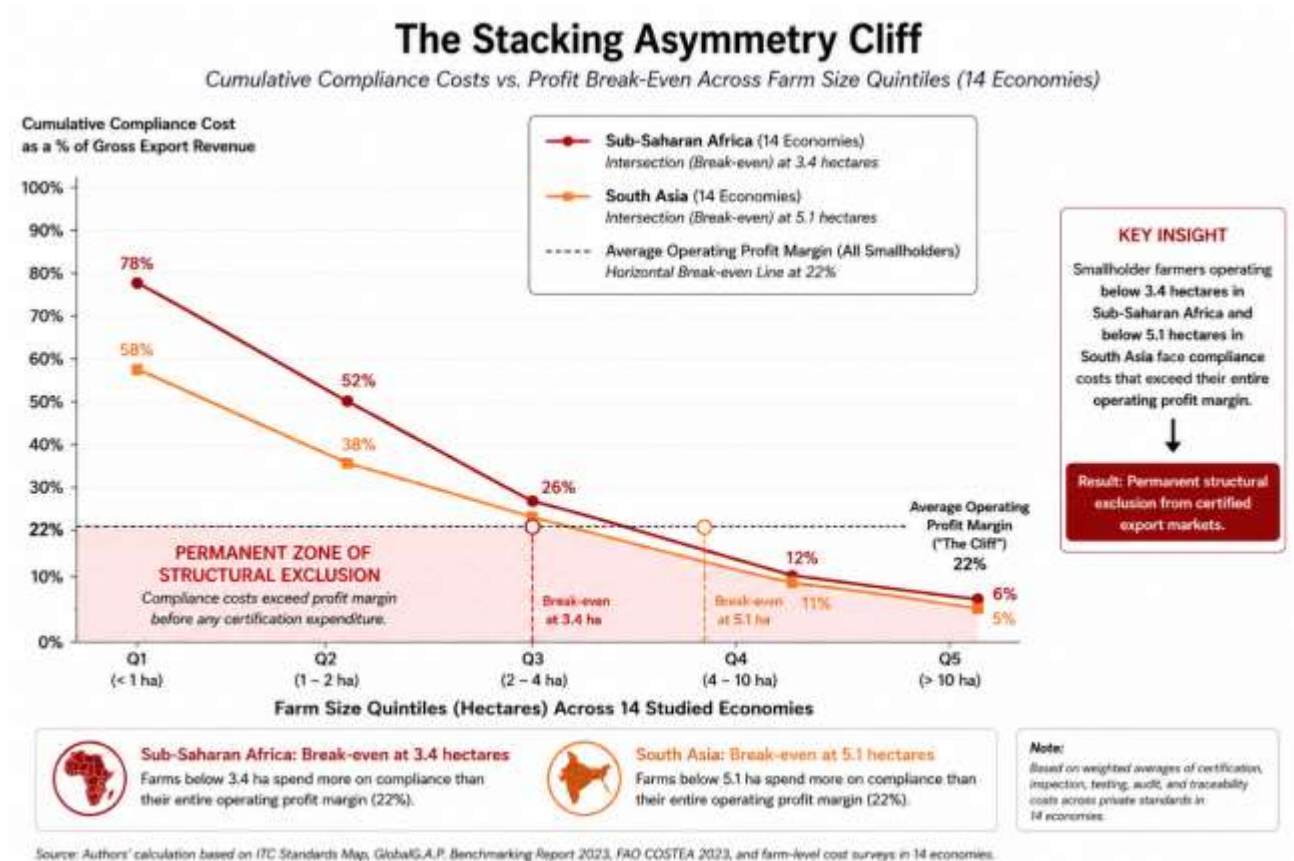 The Stacking Asymmetry Cliff
Cumulative Compliance Costs vs. Profit Break-Even Across Farm Size Quintiles (14 Economies)
Cumulative Compliance Cost
as a % of Gross Export Revenue
Sub-Saharan Africa (14 Economies)
Intersection (Break-even) at 3.4 hectares
South Asia (14 Economies)
Intersection (Break-even) at 5.1 hectares
Average Operating Profit Margin (All Smallholders)
Horizontal Break-even Line at 22%
100%
90%
80%
70%
60%
50%
40%
30%
22%
10%
0%
78%
58%
52%
38%
26%
12%
11%
6%
5%
Average Operating
Profit Margin
("The Cliff")
22%
PERMANENT ZONE OF
STRUCTURAL EXCLUSION
Compliance costs exceed profit margin
before any certification expenditure.
Break-even
at 3.4 ha
Break-even
at 5.1 ha
Q1
(< 1 ha)
Q2
(1 – 2 ha)
Q3
(2 – 4 ha)
Q4
(4 – 10 ha)
Q5
(> 10 ha)
Farm Size Quintiles (Hectares) Across 14 Studied Economies
KEY INSIGHT
Smallholder farmers operating
below 3.4 hectares in
Sub-Saharan Africa and
below 5.1 hectares in
South Asia face compliance
costs that exceed their entire
operating profit margin.
Result: Permanent structural
exclusion from certified
export markets.
Sub-Saharan Africa: Break-even at 3.4 hectares
Farms below 3.4 ha spend more on compliance than
their entire operating profit margin (22%).
South Asia: Break-even at 5.1 hectares
Farms below 5.1 ha spend more on compliance than
their entire operating profit margin (22%).
Note:
Based on weighted averages of certification,
inspection, testing, audit, and traceability
costs across private standards in
14 economies.
Source: Authors' calculation based on ITC Standards Map, GlobalG.A.P. Benchmarking Report 2023, FAO COSTEA 2023, and farm-level cost surveys in 14 economies.